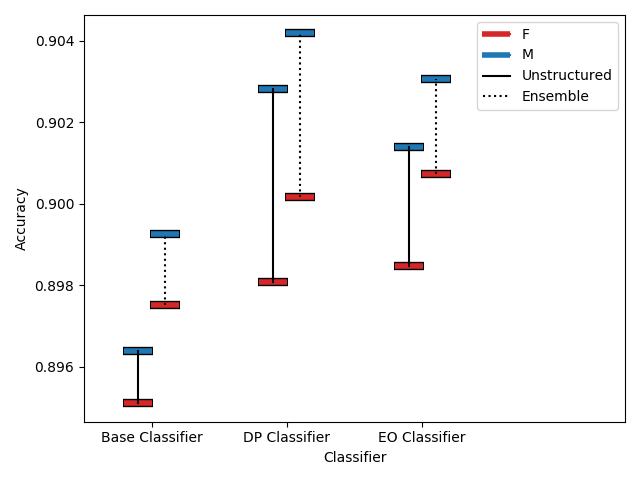 F
M
Unstructured
Ensemble
0.904
0.902
0.900
0.898
0.896
Accuracy
Base Classifier
DP Classifier
EO Classifier
Classifier